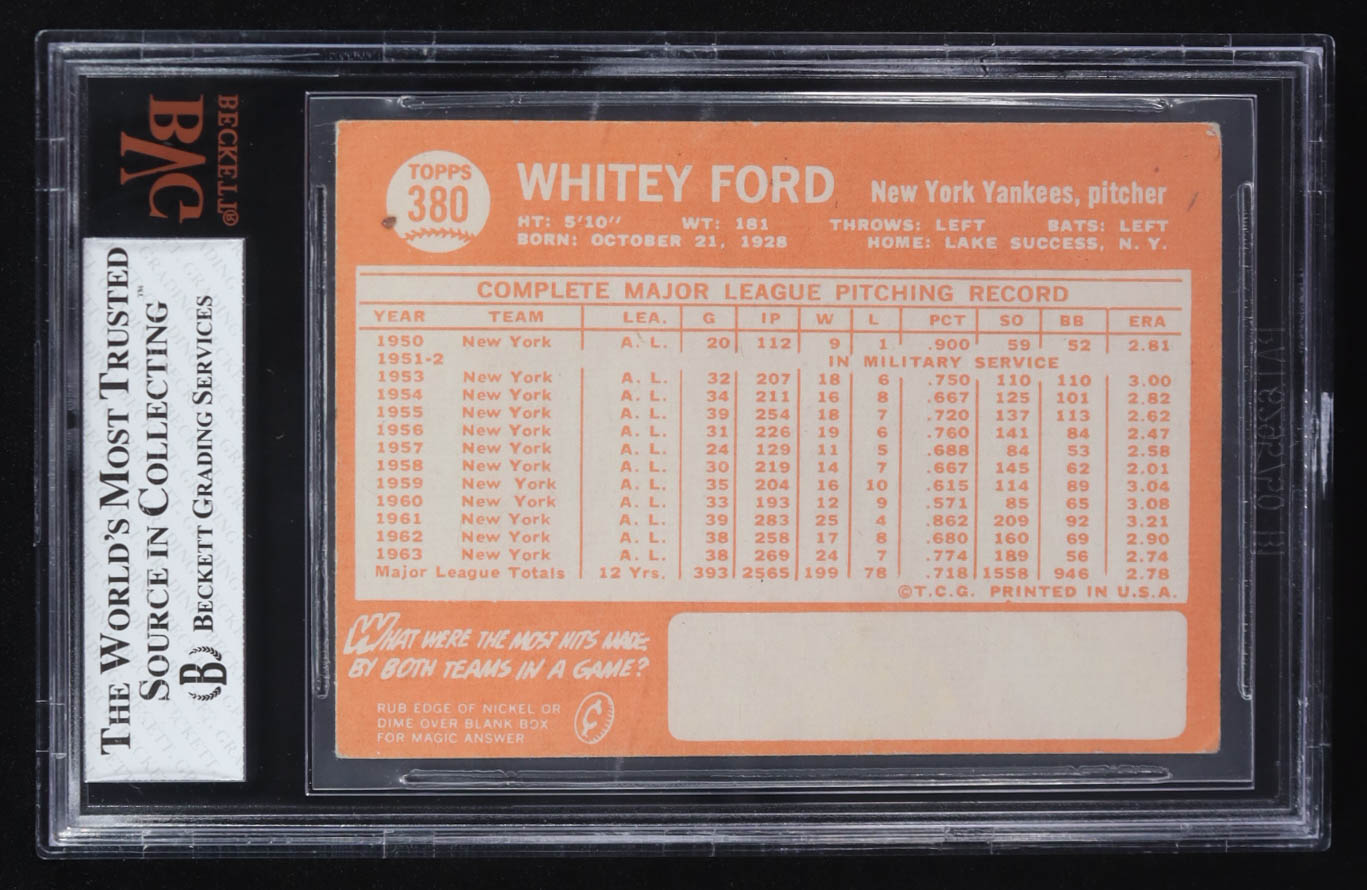 BECKETT®
BVG
THE WORLD'S MOST TRUSTED
SOURCE IN COLLECTING™
B BECKETT GRADING SERVICES
TOPPS
380
WHITEY FORD New York Yankees, pitcher
HT: 5'10" WT: 181 THROWS: LEFT BATS: LEFT
BORN: OCTOBER 21, 1928 HOME: LAKE SUCCESS, N. Y.
COMPLETE MAJOR LEAGUE PITCHING RECORD
YEAR TEAM LEA. G IP W L PCT SO BB ERA
1950 New York A. L. 20 112 9 1 .900 59 52 2.81
1951-2 IN MILITARY SERVICE
1953 New York A. L. 32 207 18 6 .750 110 110 3.00
1954 New York A. L. 34 211 16 8 .667 125 101 2.82
1955 New York A. L. 39 254 18 7 .720 137 113 2.62
1956 New York A. L. 31 226 19 6 .760 141 84 2.47
1957 New York A. L. 24 129 11 5 .688 84 53 2.58
1958 New York A. L. 30 219 14 7 .667 145 62 2.01
1959 New York A. L. 35 204 16 10 .615 114 89 3.04
1960 New York A. L. 33 193 12 9 .571 85 65 3.08
1961 New York A. L. 39 283 25 4 .862 209 92 3.21
1962 New York A. L. 38 258 17 8 .680 160 69 2.90
1963 New York A. L. 38 269 24 7 .774 189 56 2.74
Major League Totals 12 Yrs. 393 2565 199 78 .718 1558 946 2.78
©T.C.G. PRINTED IN U.S.A.
WHAT WERE THE MOST HITS MADE
BY BOTH TEAMS IN A GAME?
RUB EDGE OF NICKEL OR
DIME OVER BLANK BOX
FOR MAGIC ANSWER